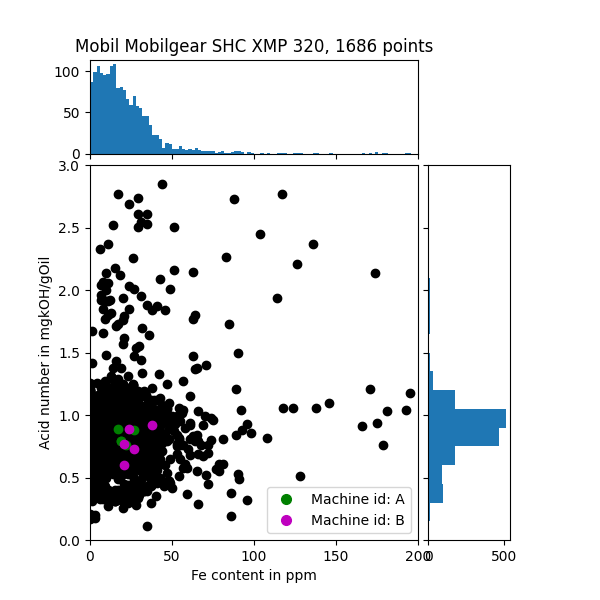 Mobil Mobilgear SHC XMP 320, 1686 points
100
50
0
3.0
2.5
2.0
1.5
1.0
0.5
0.0
Acid number in mgkOH/gOil
Machine id: A
Machine id: B
0 50 100 150 200 0 500
Fe content in ppm